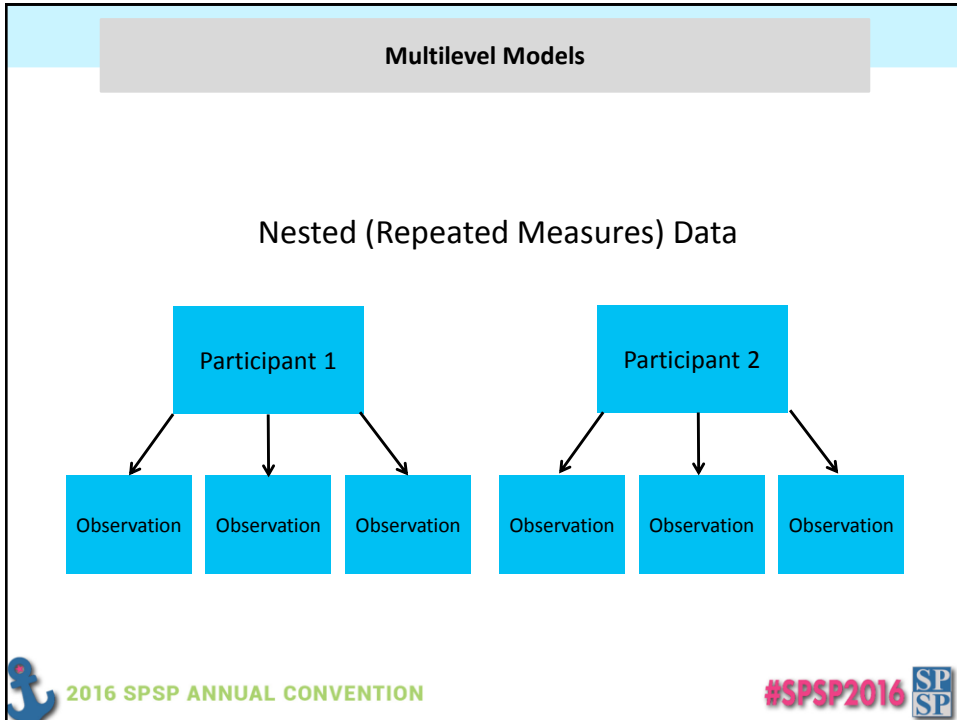 Multilevel Models
Nested (Repeated Measures) Data
Participant 1
Participant 2
Observation
Observation
Observation
Observation
Observation
Observation
2016 SPSP ANNUAL CONVENTION
#SPSP2016
SP
SP